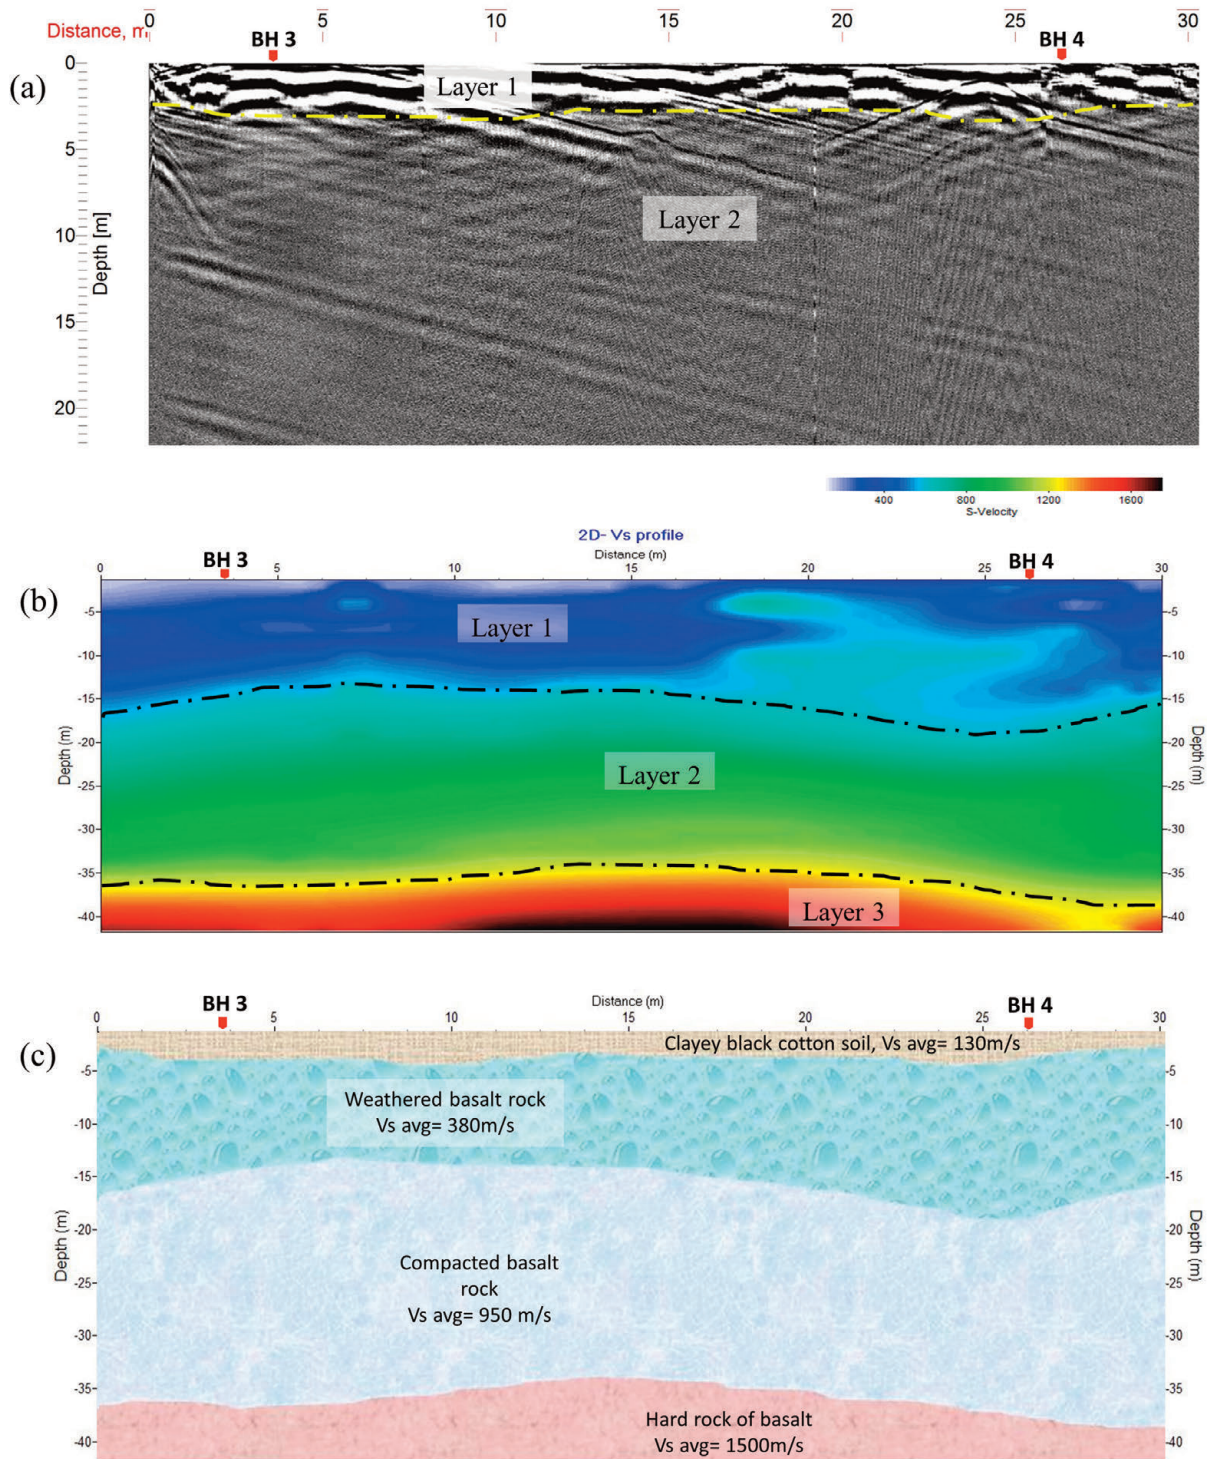 Distance, m
0 5 10 15 20 25 30
BH 3 BH 4
(a)
0
5
10
15
20
Depth [m]
Layer 1
Layer 2
400 800 1200 1600
S-Velocity
2D- Vs profile
Distance (m)
BH 3 BH 4
0 5 10 15 20 25 30
(b)
-5 -5
-10 -10
-15 -15
-20 -20
-25 -25
-30 -30
-35 -35
-40 -40
Depth (m) Depth (m)
Layer 1
Layer 2
Layer 3
Distance (m)
BH 3 BH 4
0 5 10 15 20 25 30
(c)
Clayey black cotton soil, Vs avg= 130m/s
-5 -5
-10 -10
-15 -15
-20 -20
-25 -25
-30 -30
-35 -35
-40 -40
Depth (m) Depth (m)
Weathered basalt rock
Vs avg= 380m/s
Compacted basalt
rock
Vs avg= 950 m/s
Hard rock of basalt
Vs avg= 1500m/s